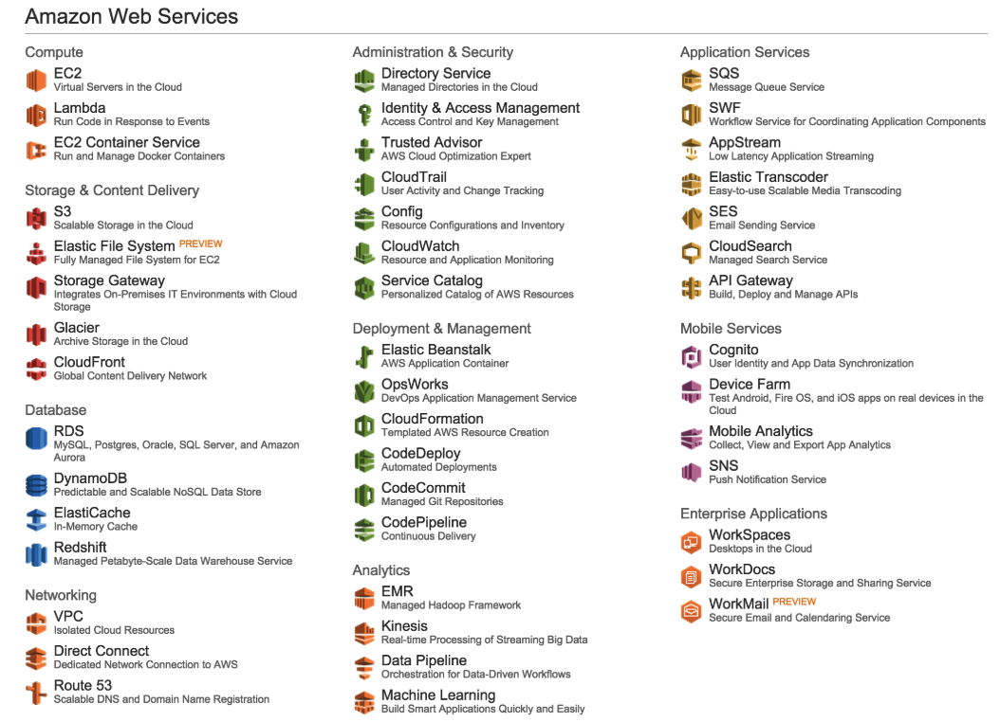 Amazon Web Services
Compute
EC2
Virtual Servers in the Cloud
Lambda
Run Code in Response to Events
EC2 Container Service
Run and Manage Docker Containers
Storage & Content Delivery
S3
Scalable Storage in the Cloud
Elastic File System PREVIEW
Fully Managed File System for EC2
Storage Gateway
Integrates On-Premises IT Environments with Cloud
Storage
Glacier
Archive Storage in the Cloud
CloudFront
Global Content Delivery Network
Database
RDS
MySQL, Postgres, Oracle, SQL Server, and Amazon
Aurora
DynamoDB
Predictable and Scalable NoSQL Data Store
ElastiCache
In-Memory Cache
Redshift
Managed Petabyte-Scale Data Warehouse Service
Networking
VPC
Isolated Cloud Resources
Direct Connect
Dedicated Network Connection to AWS
Route 53
Scalable DNS and Domain Name Registration
Administration & Security
Directory Service
Managed Directories in the Cloud
Identity & Access Management
Access Control and Key Management
Trusted Advisor
AWS Cloud Optimization Expert
CloudTrail
User Activity and Change Tracking
Config
Resource Configurations and Inventory
CloudWatch
Resource and Application Monitoring
Service Catalog
Personalized Catalog of AWS Resources
Deployment & Management
Elastic Beanstalk
AWS Application Container
OpsWorks
DevOps Application Management Service
CloudFormation
Templated AWS Resource Creation
CodeDeploy
Automated Deployments
CodeCommit
Managed Git Repositories
CodePipeline
Continuous Delivery
Analytics
EMR
Managed Hadoop Framework
Kinesis
Real-time Processing of Streaming Big Data
Data Pipeline
Orchestration for Data-Driven Workflows
Machine Learning
Build Smart Applications Quickly and Easily
Application Services
SQS
Message Queue Service
SWF
Workflow Service for Coordinating Application Components
AppStream
Low Latency Application Streaming
Elastic Transcoder
Easy-to-use Scalable Media Transcoding
SES
Email Sending Service
CloudSearch
Managed Search Service
API Gateway
Build, Deploy and Manage APIs
Mobile Services
Cognito
User Identity and App Data Synchronization
Device Farm
Test Android, Fire OS, and iOS apps on real devices in the
Cloud
Mobile Analytics
Collect, View and Export App Analytics
SNS
Push Notification Service
Enterprise Applications
WorkSpaces
Desktops in the Cloud
WorkDocs
Secure Enterprise Storage and Sharing Service
WorkMail PREVIEW
Secure Email and Calendaring Service